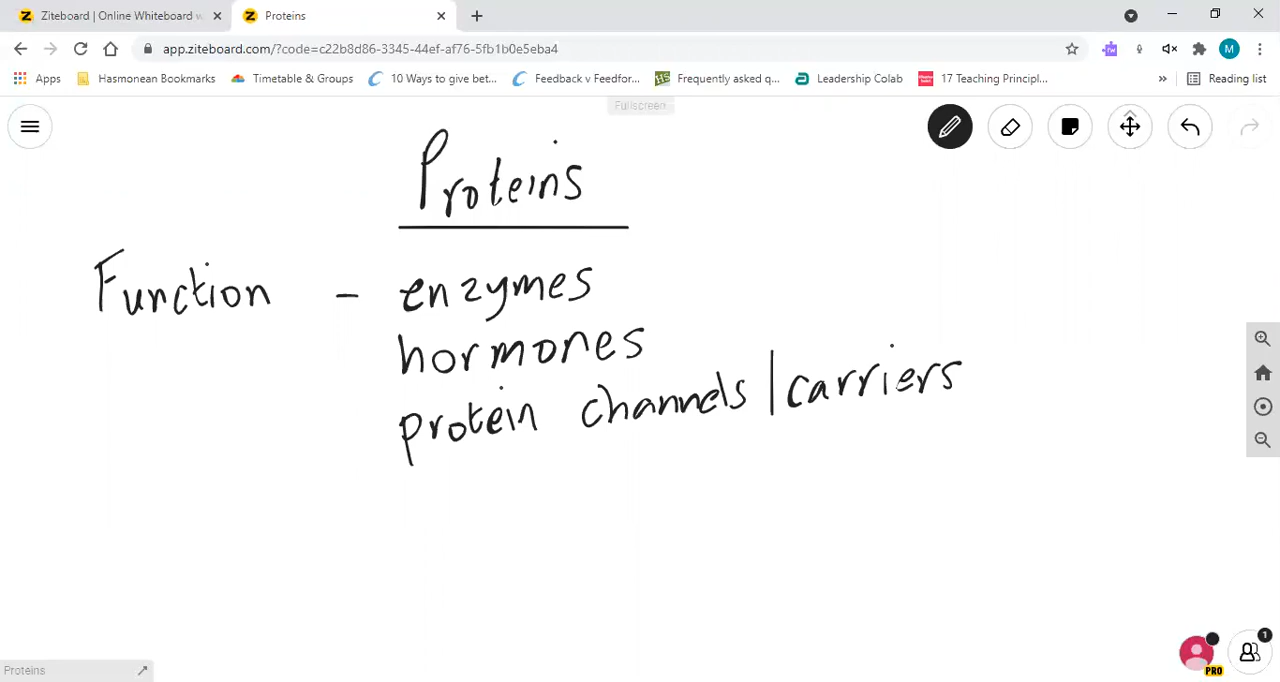 Ziteboard | Online Whiteboard w
Proteins
app.ziteboard.com/?code=c22b8d86-3345-44ef-af76-5fb1b0e5eba4
M
Apps
Hasmonean Bookmarks
Timetable & Groups
10 Ways to give bet...
Feedback v Feedfor...
Frequently asked q...
Leadership Colab
17 Teaching Principl...
»
Reading list
Fullscreen
Proteins
Function - enzymes
hormones
protein channels | carriers
Proteins
PRO
1